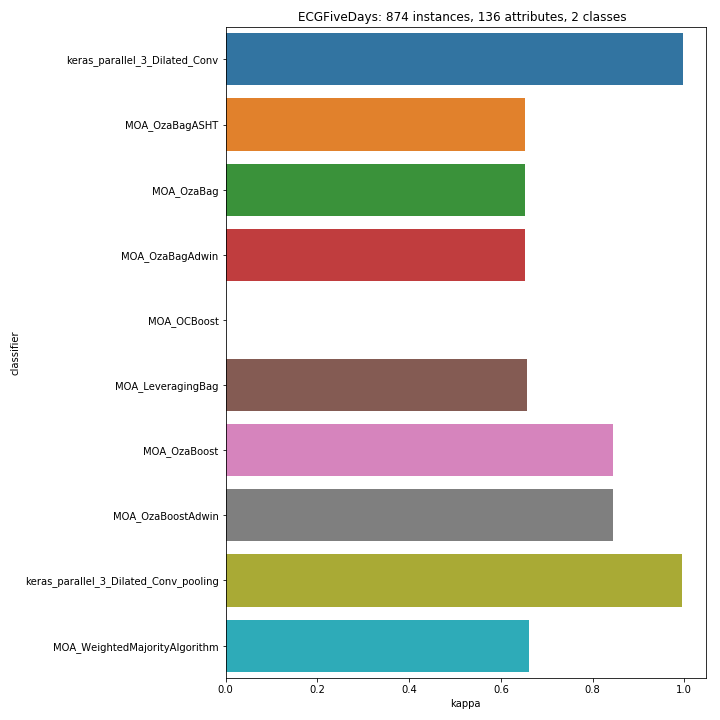 ECGFiveDays: 874 instances, 136 attributes, 2 classes
keras_parallel_3_Dilated_Conv
MOA_OzaBagASHT
MOA_OzaBag
MOA_OzaBagAdwin
MOA_OCBoost
MOA_LeveragingBag
MOA_OzaBoost
MOA_OzaBoostAdwin
keras_parallel_3_Dilated_Conv_pooling
MOA_WeightedMajorityAlgorithm
classifier
0.0 0.2 0.4 0.6 0.8 1.0
kappa